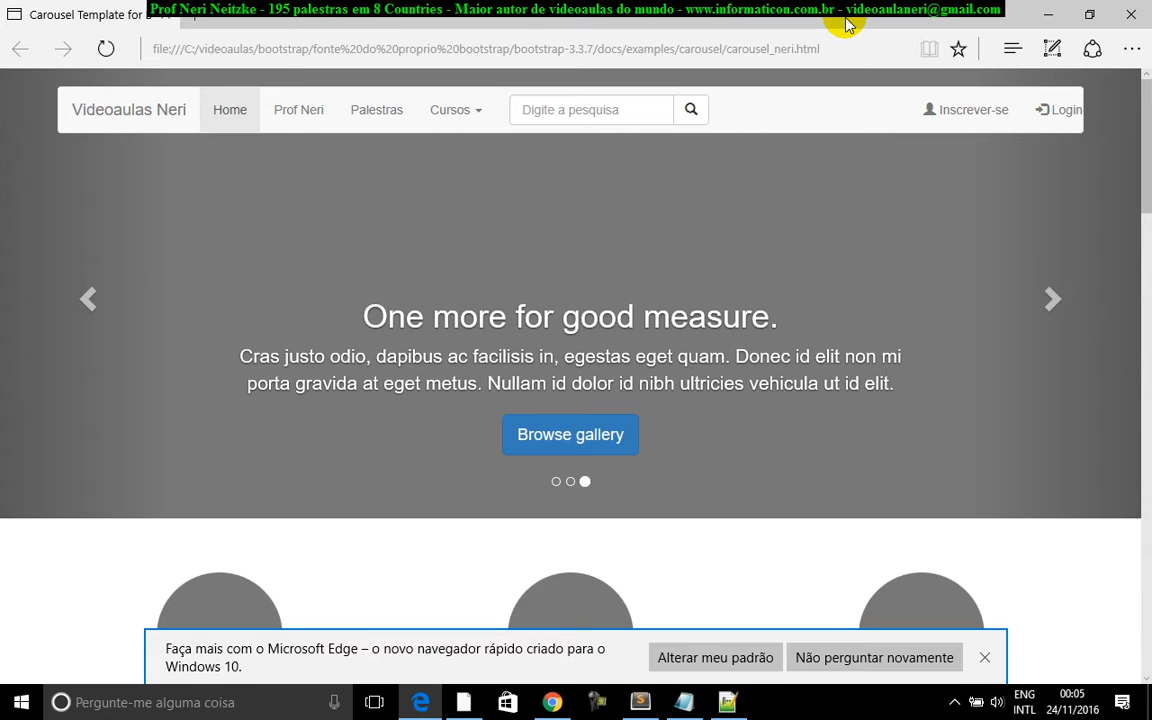 Prof Neri Neitzke - 195 palestras em 8 Countries - Maior autor de videoaulas do mundo - www.informaticon.com.br - videoaulaneri@gmail.com
Carousel Template for B
file:///C:/videoaulas/bootstrap/fonte%20do%20proprio%20bootstrap/bootstrap-3.3.7/docs/examples/carousel/carousel_neri.html
Videoaulas Neri Home Prof Neri Palestras Cursos Digite a pesquisa Inscrever-se Login
One more for good measure.
Cras justo odio, dapibus ac facilisis in, egestas eget quam. Donec id elit non mi
porta gravida at eget metus. Nullam id dolor id nibh ultricies vehicula ut id elit.
Browse gallery
Faça mais com o Microsoft Edge – o novo navegador rápido criado para o
Windows 10.
Alterar meu padrão Não perguntar novamente
Pergunte-me alguma coisa
ENG 00:05
INTL 24/11/2016